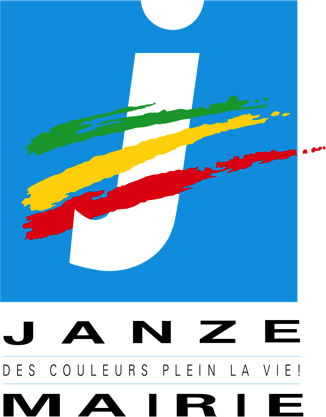 j
JANZE
DES COULEURS PLEIN LA VIE!
MAIRIE